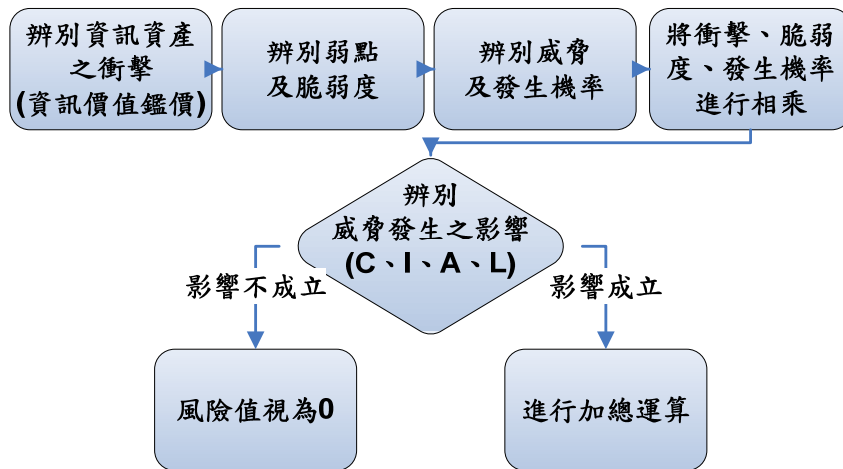 辨別資訊資產
之衝擊
(資訊價值鑑價)
辨別弱點
及脆弱度
辨別威脅
及發生機率
將衝擊、脆弱
度、發生機率
進行相乘
辨別
威脅發生之影響
(C、I、A、L)
影響不成立
影響成立
風險值視為0
進行加總運算